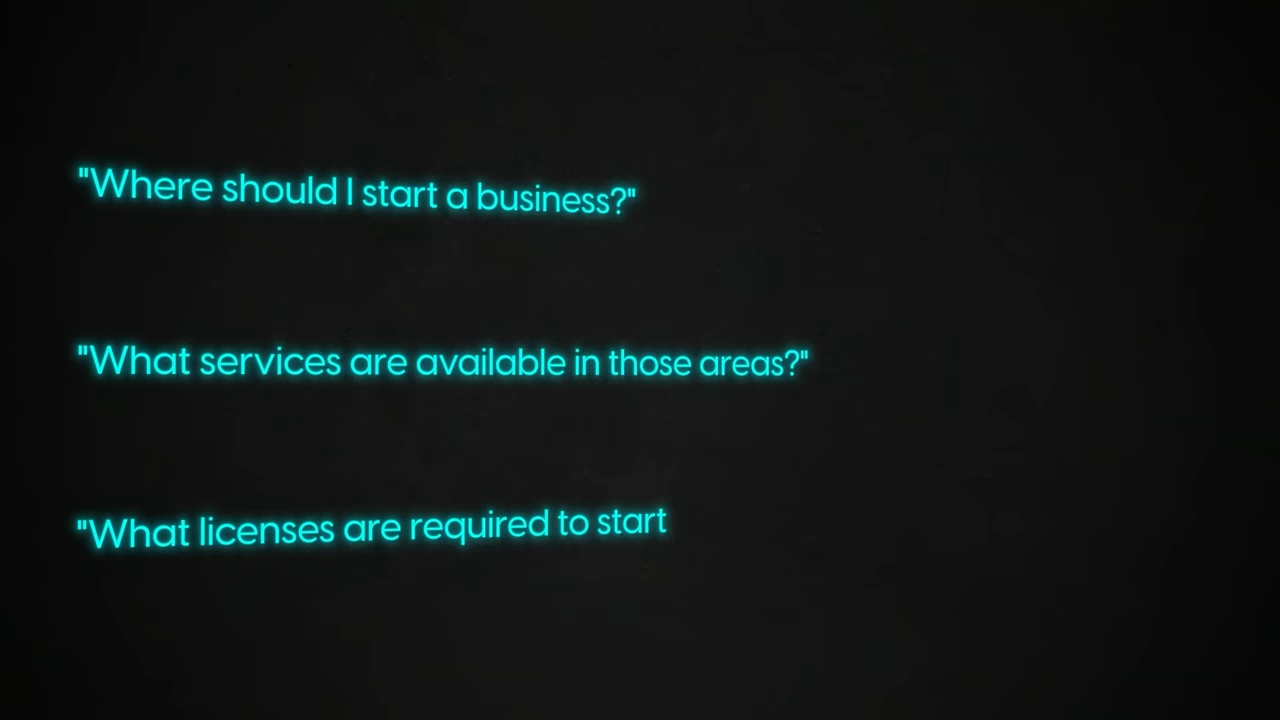 "Where should I start a business?"
"What services are available in those areas?"
"What licenses are required to start